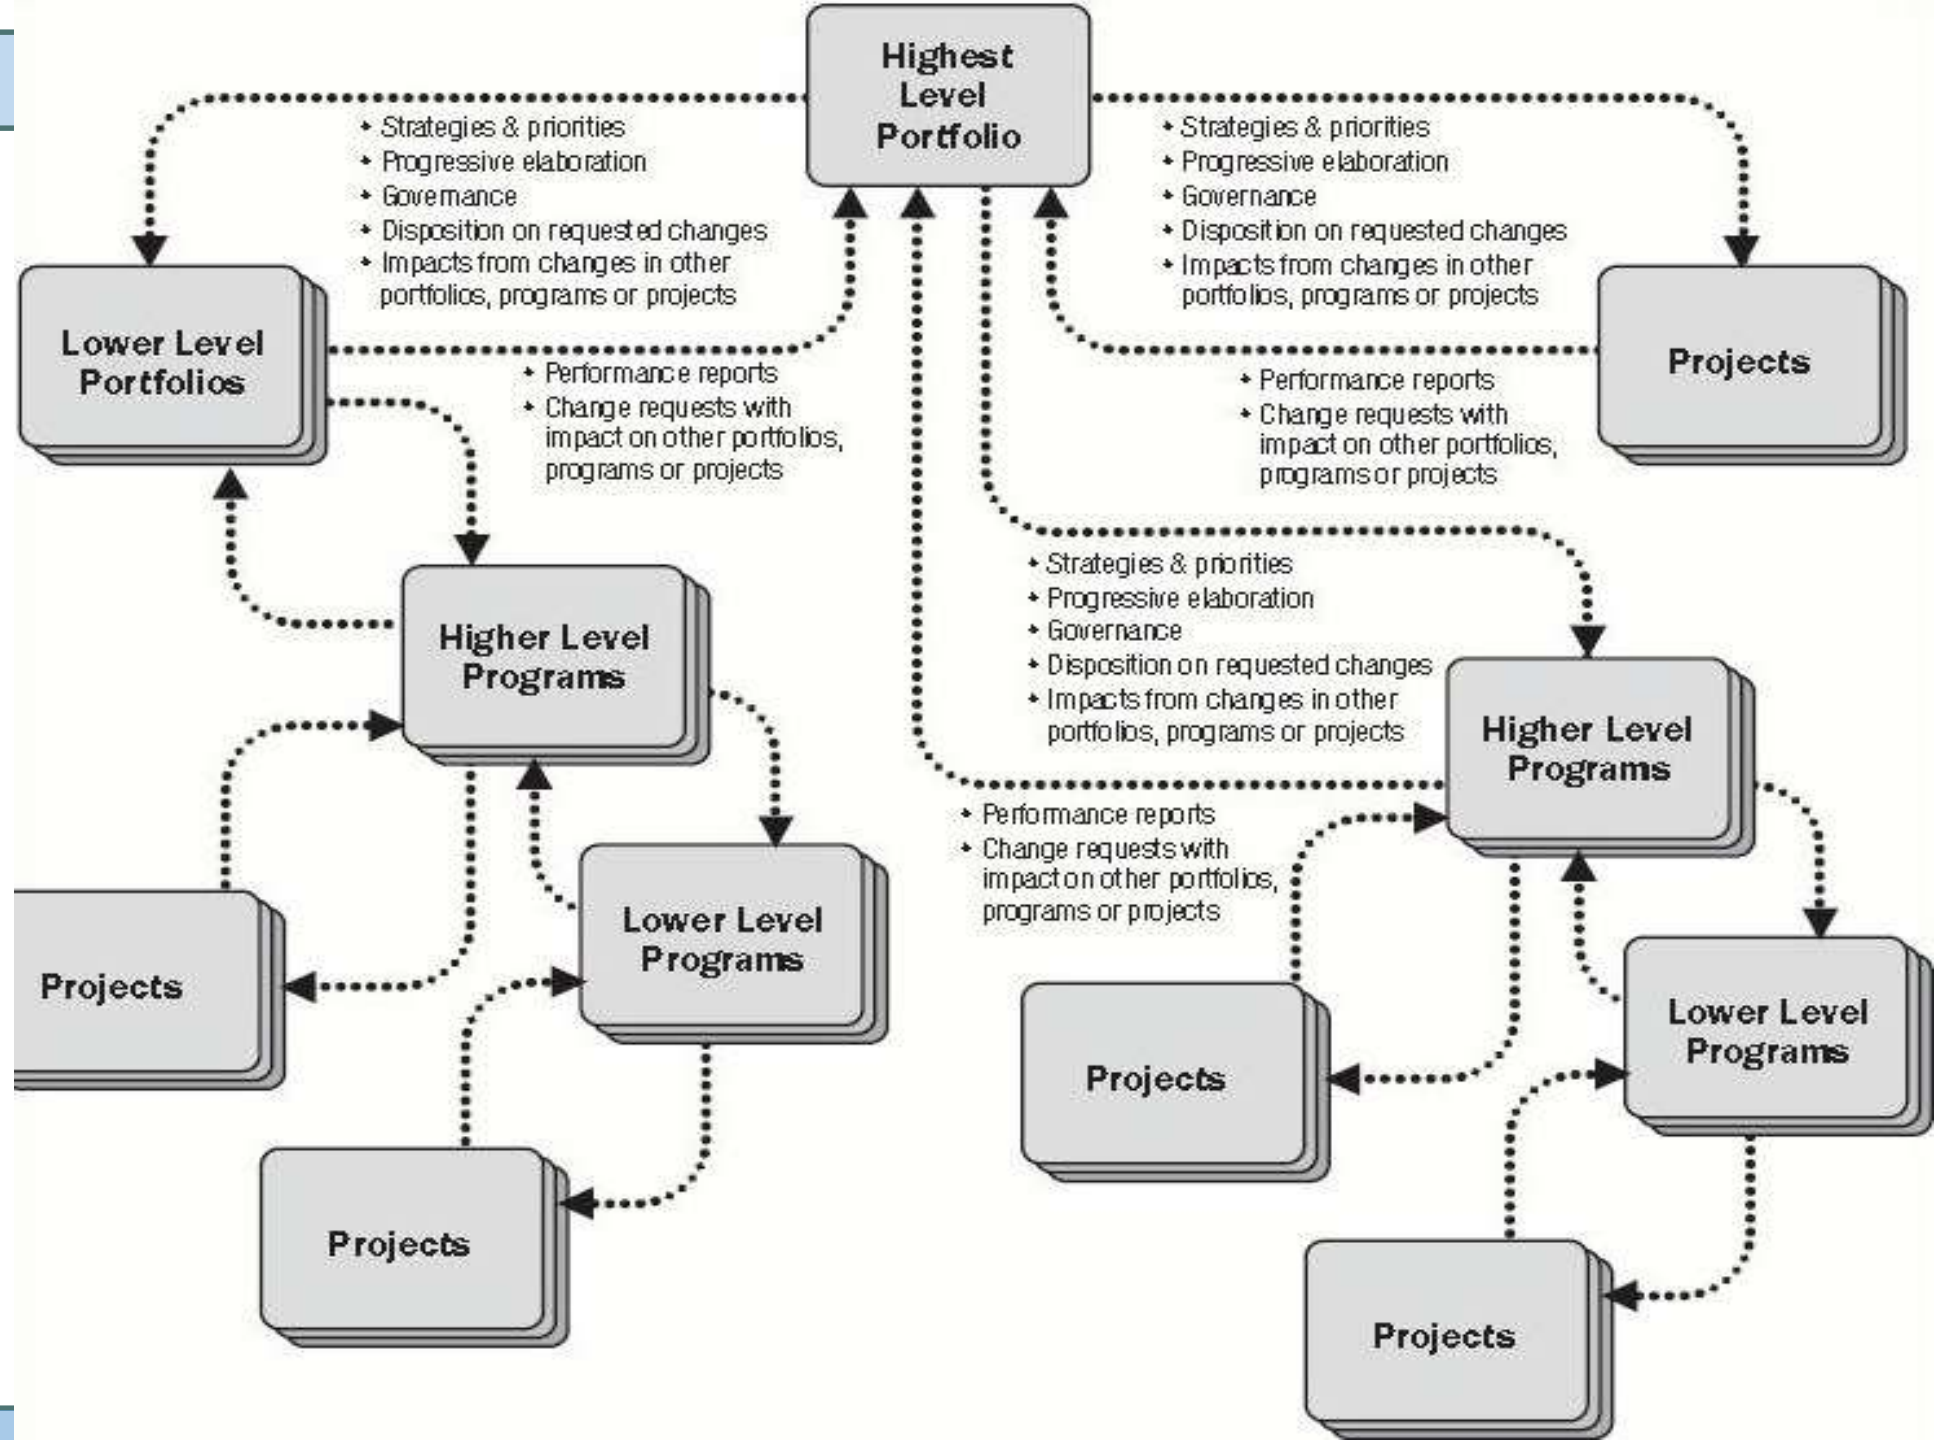 Highest
Level
Portfolio
• Strategies & priorities
• Progressive elaboration
• Governance
• Disposition on requested changes
• Impacts from changes in other
portfolios, programs or projects
• Strategies & priorities
• Progressive elaboration
• Governance
• Disposition on requested changes
• Impacts from changes in other
portfolios, programs or projects
Lower Level
Portfolios
• Performance reports
• Change requests with
impact on other portfolios,
programs or projects
Projects
• Performance reports
• Change requests with
impact on other portfolios,
programs or projects
Higher Level
Programs
• Strategies & priorities
• Progressive elaboration
• Governance
• Disposition on requested changes
• Impacts from changes in other
portfolios, programs or projects
Higher Level
Programs
• Performance reports
• Change requests with
impact on other portfolios,
programs or projects
Lower Level
Programs
Projects
Projects
Lower Level
Programs
Projects
Projects